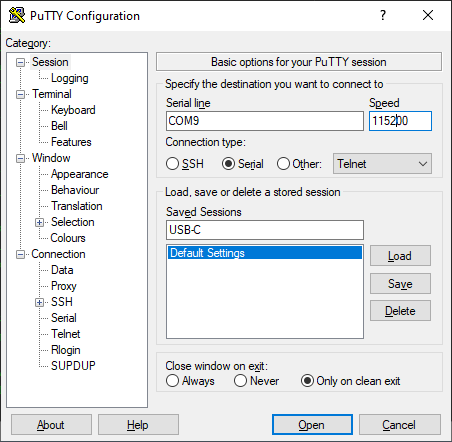 PuTTY Configuration
?
Category:
Session
Logging
Terminal
Keyboard
Bell
Features
Window
Appearance
Behaviour
Translation
Selection
Colours
Connection
Data
Proxy
SSH
Serial
Telnet
Rlogin
SUPDUP
Basic options for your PuTTY session
Specify the destination you want to connect to
Serial line Speed
COM9 115200
Connection type:
SSH Serial Other: Telnet
Load, save or delete a stored session
Saved Sessions
USB-C
Default Settings
Load
Save
Delete
Close window on exit:
Always Never Only on clean exit
About Help Open Cancel